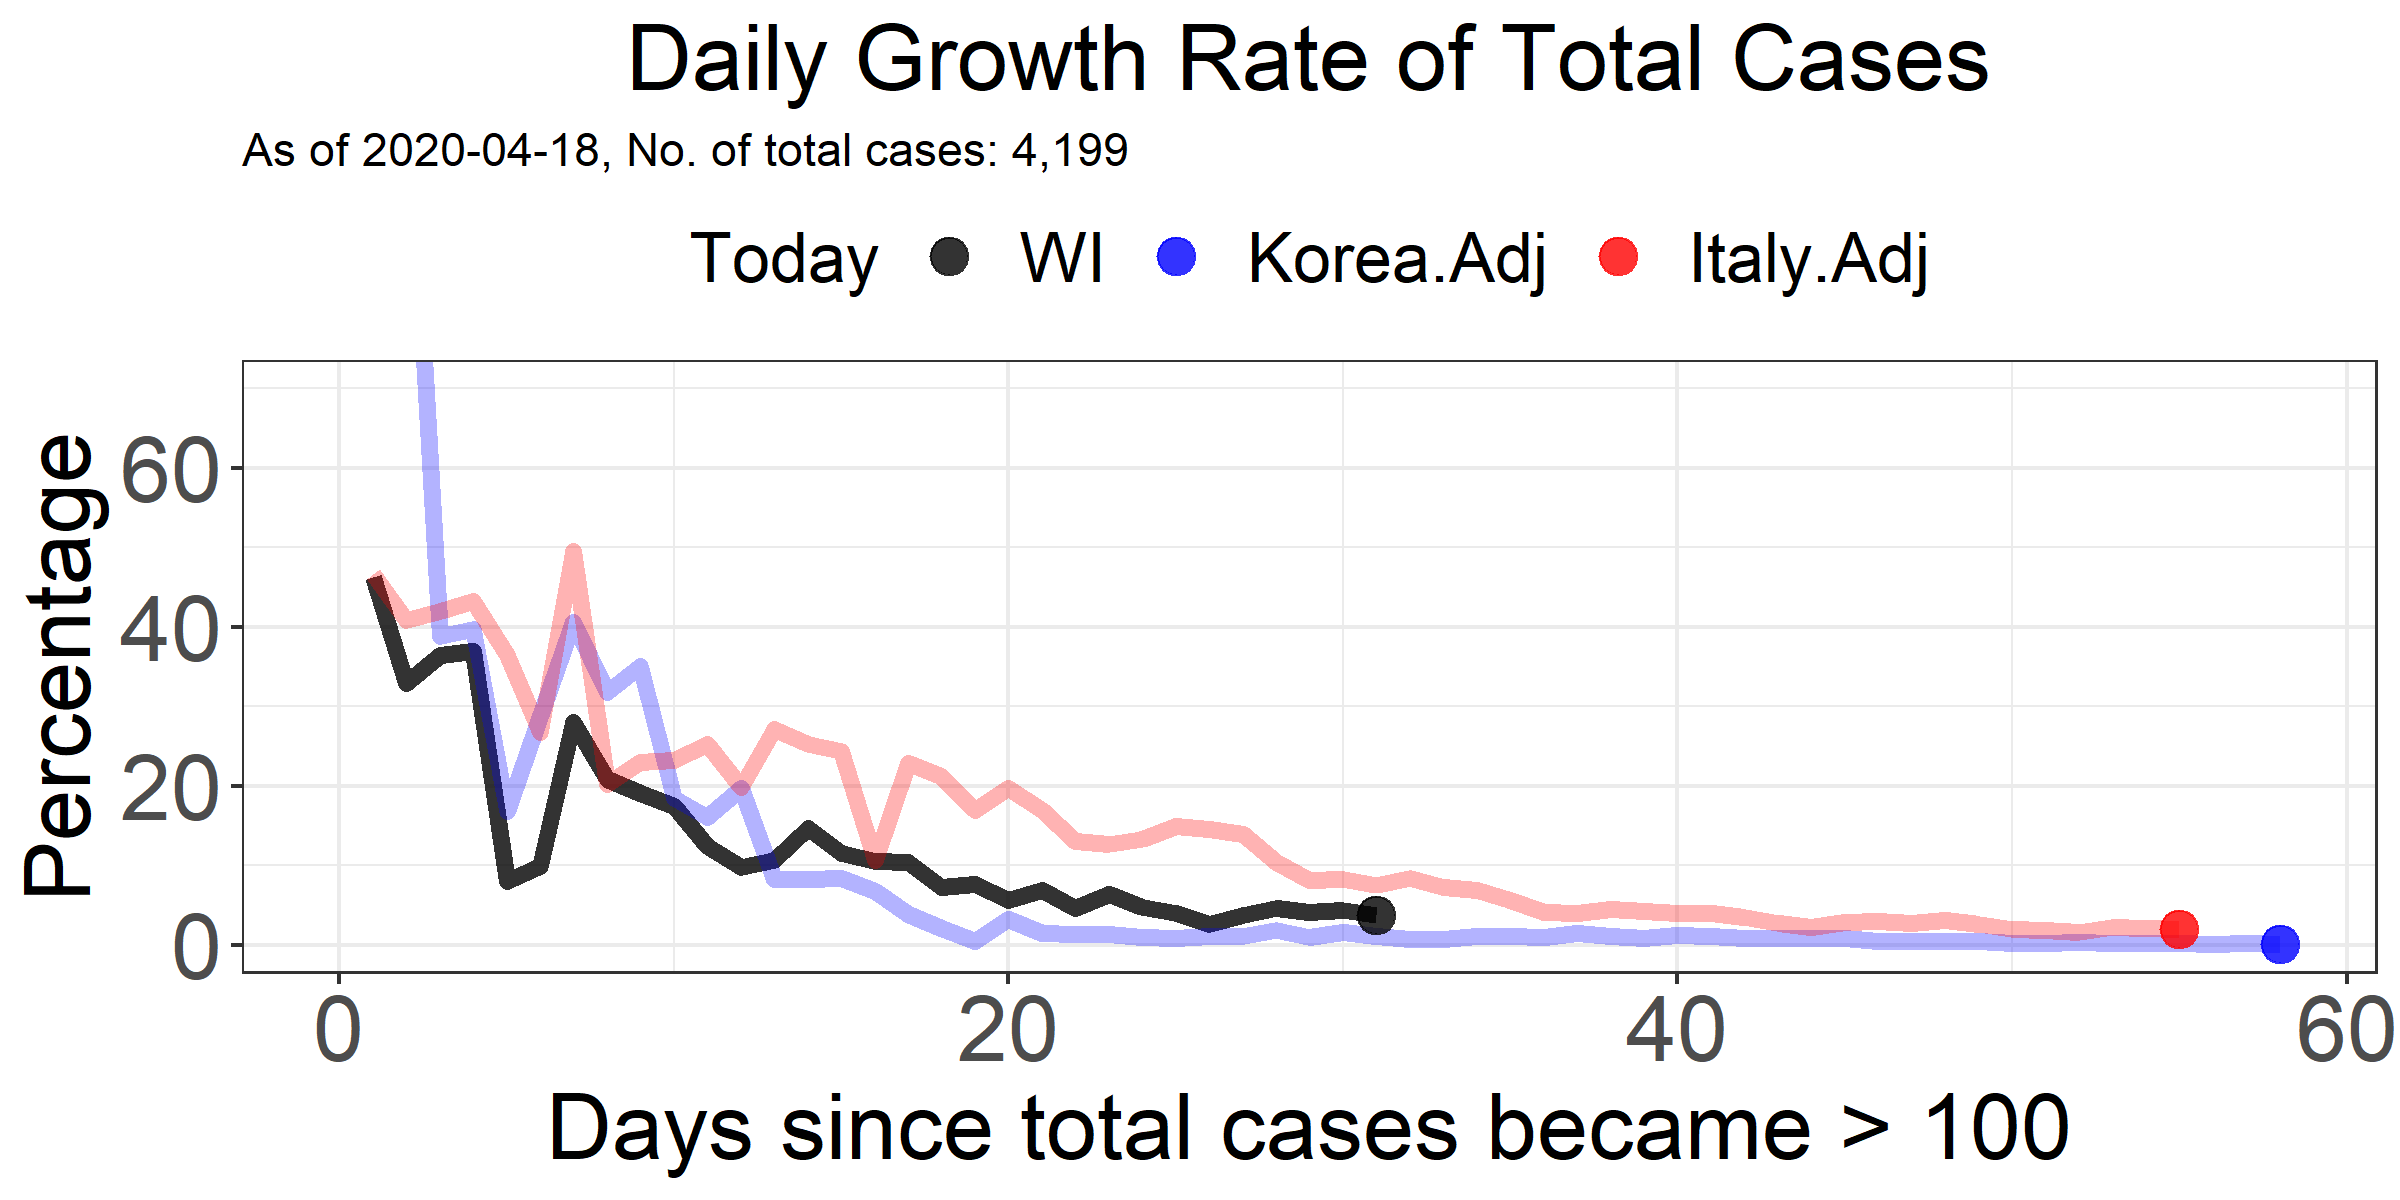 Daily Growth Rate of Total Cases
As of 2020-04-18, No. of total cases: 4,199
Today WI Korea.Adj Italy.Adj
Percentage
60
40
20
0
0 20 40 60
Days since total cases became > 100